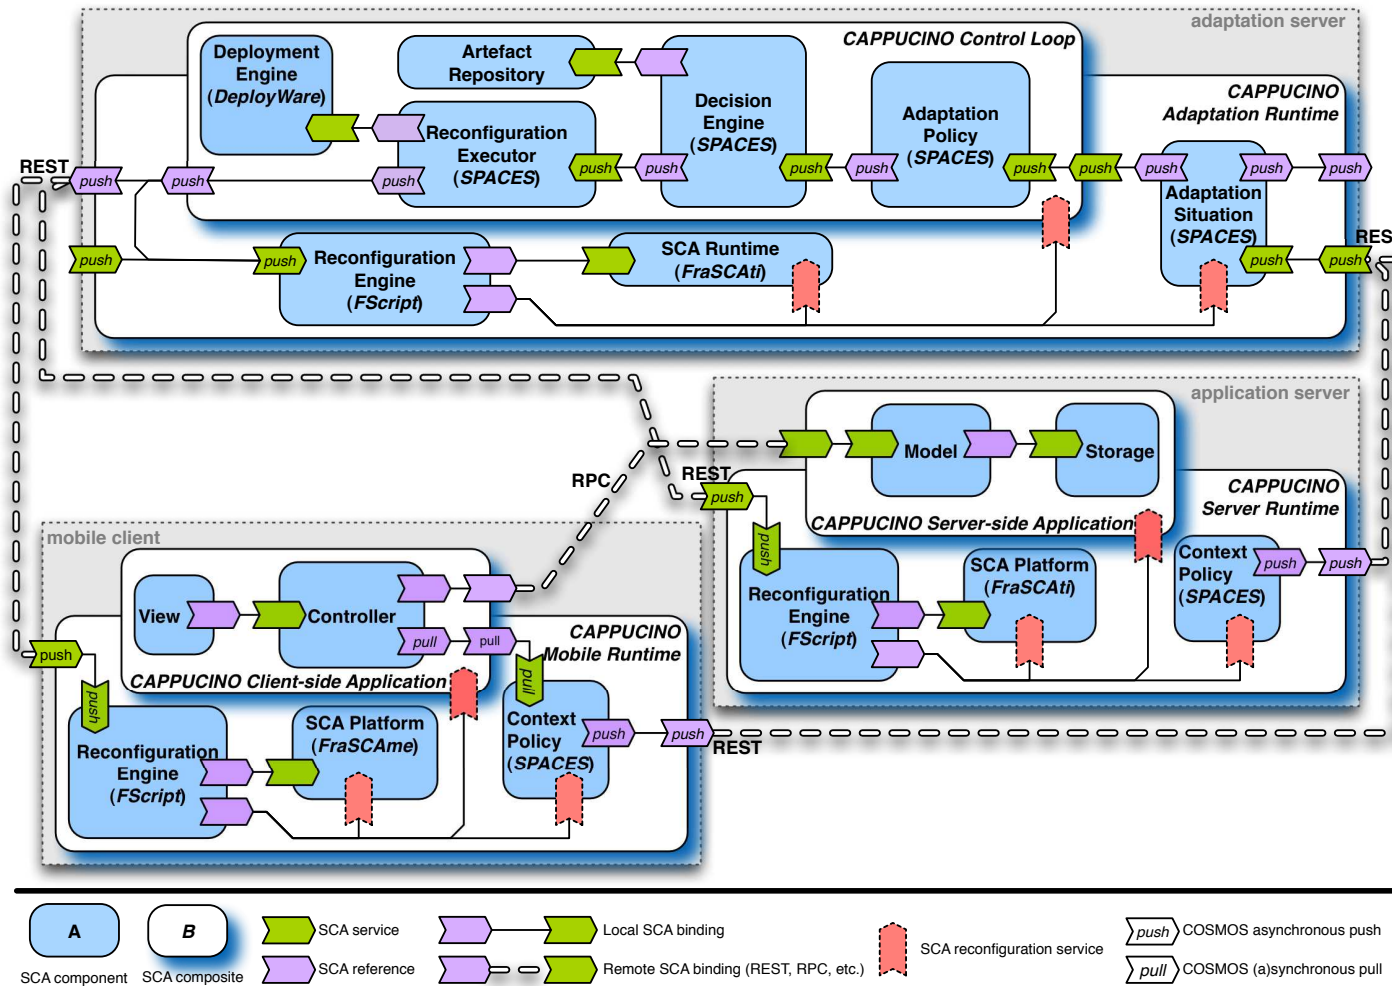 adaptation server
CAPPUCINO Control Loop
Deployment
Engine
(DeployWare)
Artefact
Repository
Decision
Engine
(SPACES)
Adaptation
Policy
(SPACES)
CAPPUCINO
Adaptation Runtime
Reconfiguration
Executor
(SPACES)
REST
push
push
push
push
push
push
push
push
push
push
push
push
Adaptation
Situation
(SPACES)
push
push
REST
push
push
Reconfiguration
Engine
(FScript)
SCA Runtime
(FraSCAti)
application server
Model
Storage
RPC
REST
push
CAPPUCINO Server-side Application
CAPPUCINO
Server Runtime
push
Reconfiguration
Engine
(FScript)
SCA Platform
(FraSCAti)
Context
Policy
(SPACES)
push
push
mobile client
View
Controller
pull
pull
CAPPUCINO
Mobile Runtime
CAPPUCINO Client-side Application
push
push
pull
Reconfiguration
Engine
(FScript)
SCA Platform
(FraSCAme)
Context
Policy
(SPACES)
push
push
REST
A
SCA component
B
SCA composite
SCA service
SCA reference
Local SCA binding
Remote SCA binding (REST, RPC, etc.)
SCA reconfiguration service
push
COSMOS asynchronous push
pull
COSMOS (a)synchronous pull